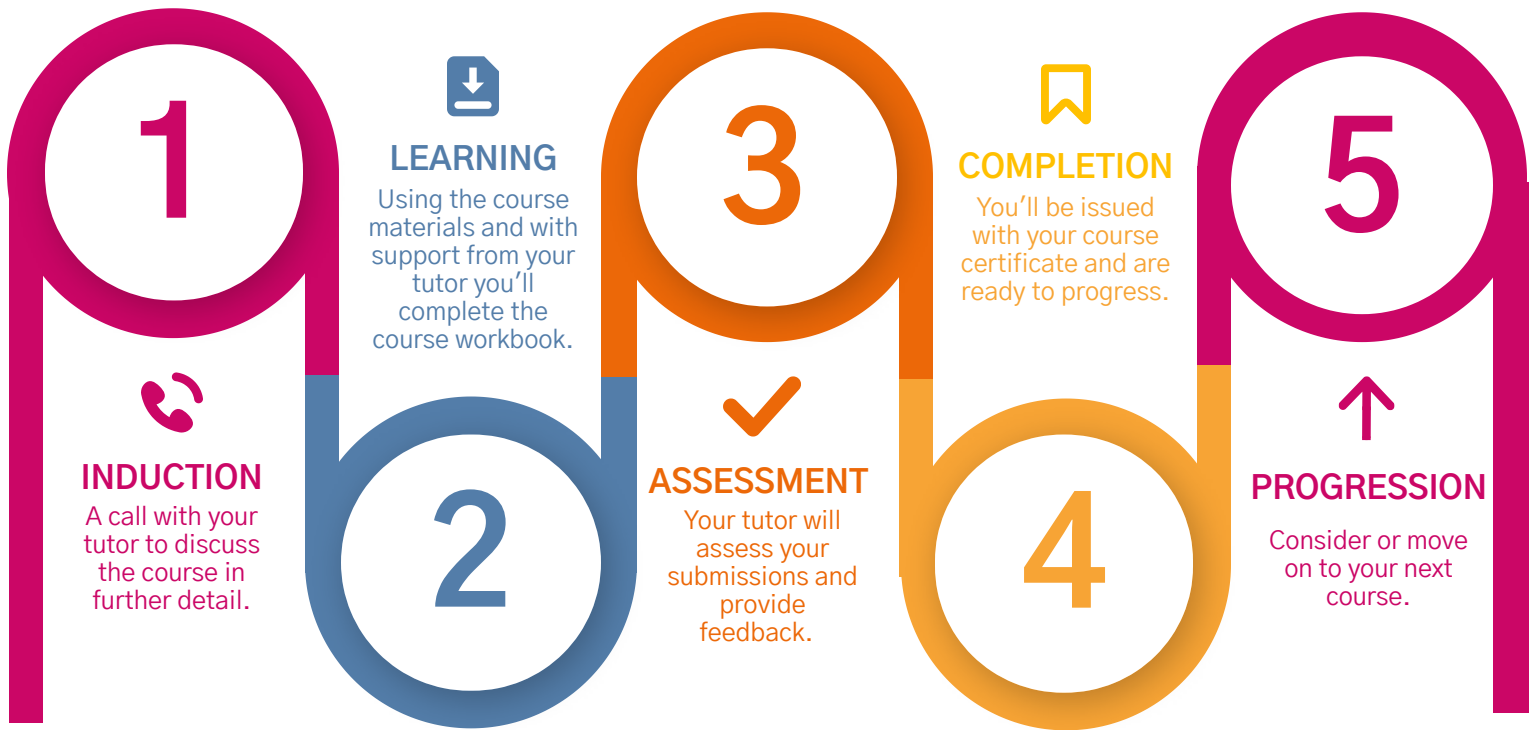 1
INDUCTION
A call with your
tutor to discuss
the course in
further detail.
LEARNING
Using the course
materials and with
support from your
tutor you'll
complete the
course workbook.
2
3
ASSESSMENT
Your tutor will
assess your
submissions and
provide
feedback.
COMPLETION
You'll be issued
with your course
certificate and are
ready to progress.
4
5
PROGRESSION
Consider or move
on to your next
course.